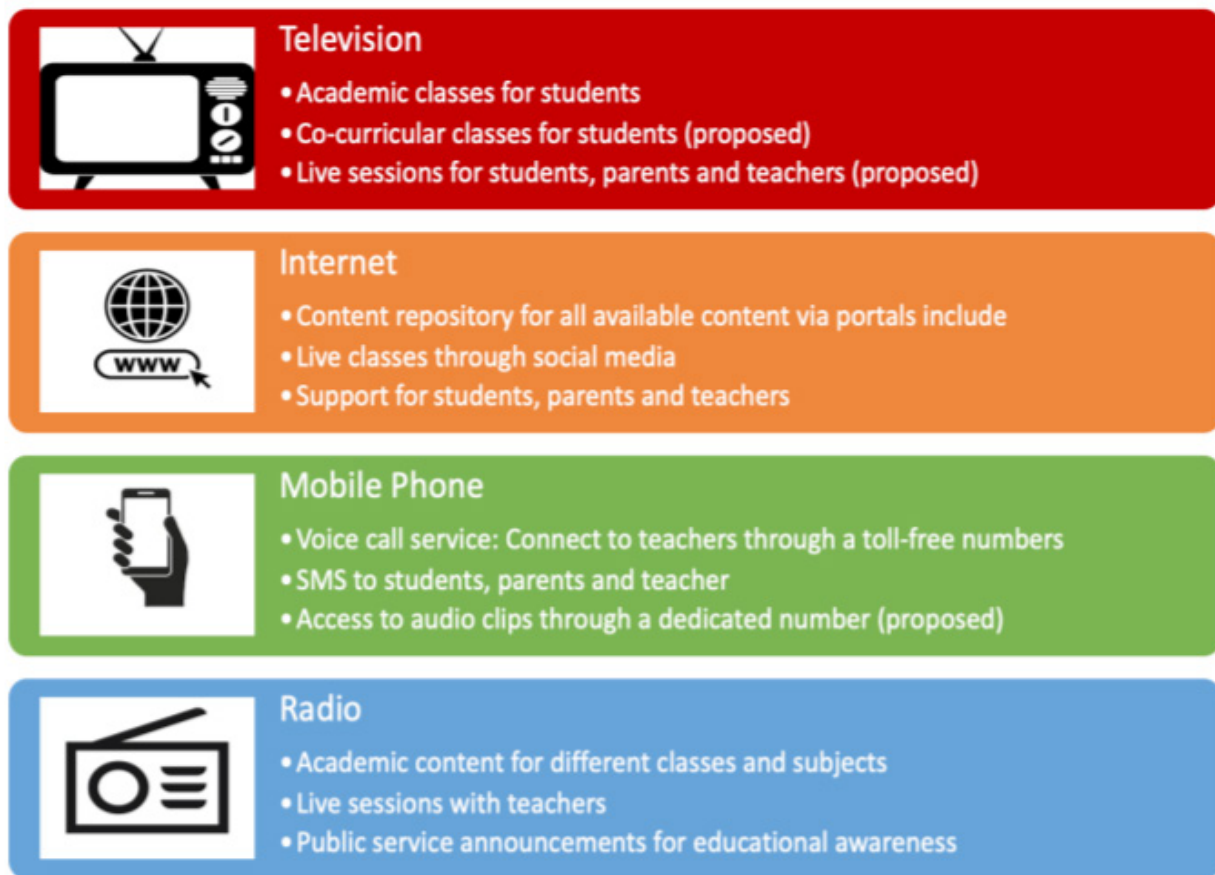 Television
•Academic classes for students
•Co-curricular classes for students (proposed)
•Live sessions for students, parents and teachers (proposed)
Internet
•Content repository for all available content via portals include
•Live classes through social media
•Support for students, parents and teachers
www
Mobile Phone
•Voice call service: Connect to teachers through a toll-free numbers
•SMS to students, parents and teacher
•Access to audio clips through a dedicated number (proposed)
Radio
•Academic content for different classes and subjects
•Live sessions with teachers
•Public service announcements for educational awareness